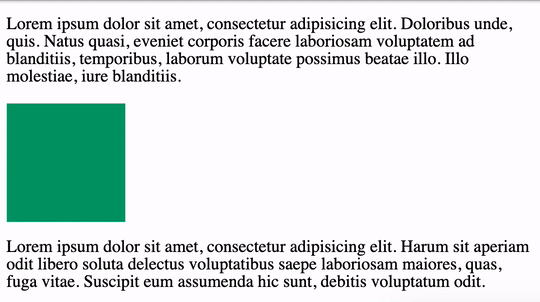 Lorem ipsum dolor sit amet, consectetur adipisicing elit. Doloribus unde,
quis. Natus quasi, eveniet corporis facere laboriosam voluptatem ad
blanditiis, temporibus, laborum voluptate possimus beatae illo. Illo
molestiae, iure blanditiis.
Lorem ipsum dolor sit amet, consectetur adipisicing elit. Harum sit aperiam
odit libero soluta delectus voluptatibus saepe laboriosam maiores, quas,
fuga vitae. Suscipit eum assumenda hic sunt, debitis voluptatum odit.